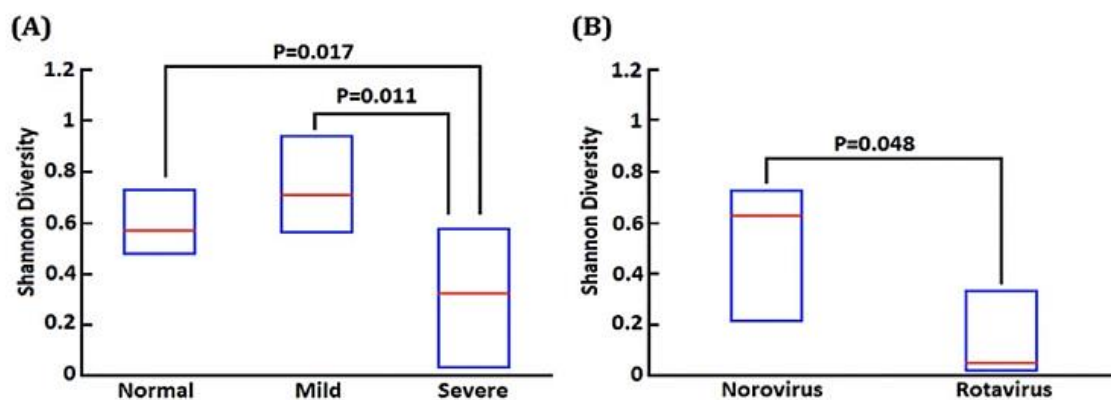 (A)
P=0.017
P=0.011
Shannon Diversity
1.2
1
0.8
0.6
0.4
0.2
0
Normal Mild Severe
(B)
P=0.048
Shannon Diversity
1.2
1
0.8
0.6
0.4
0.2
0
Norovirus Rotavirus